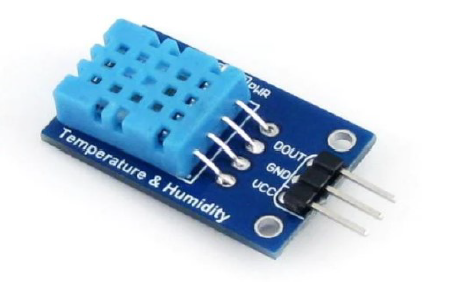 PWR
DOUT
GND
VCC
Temperature & Humidity